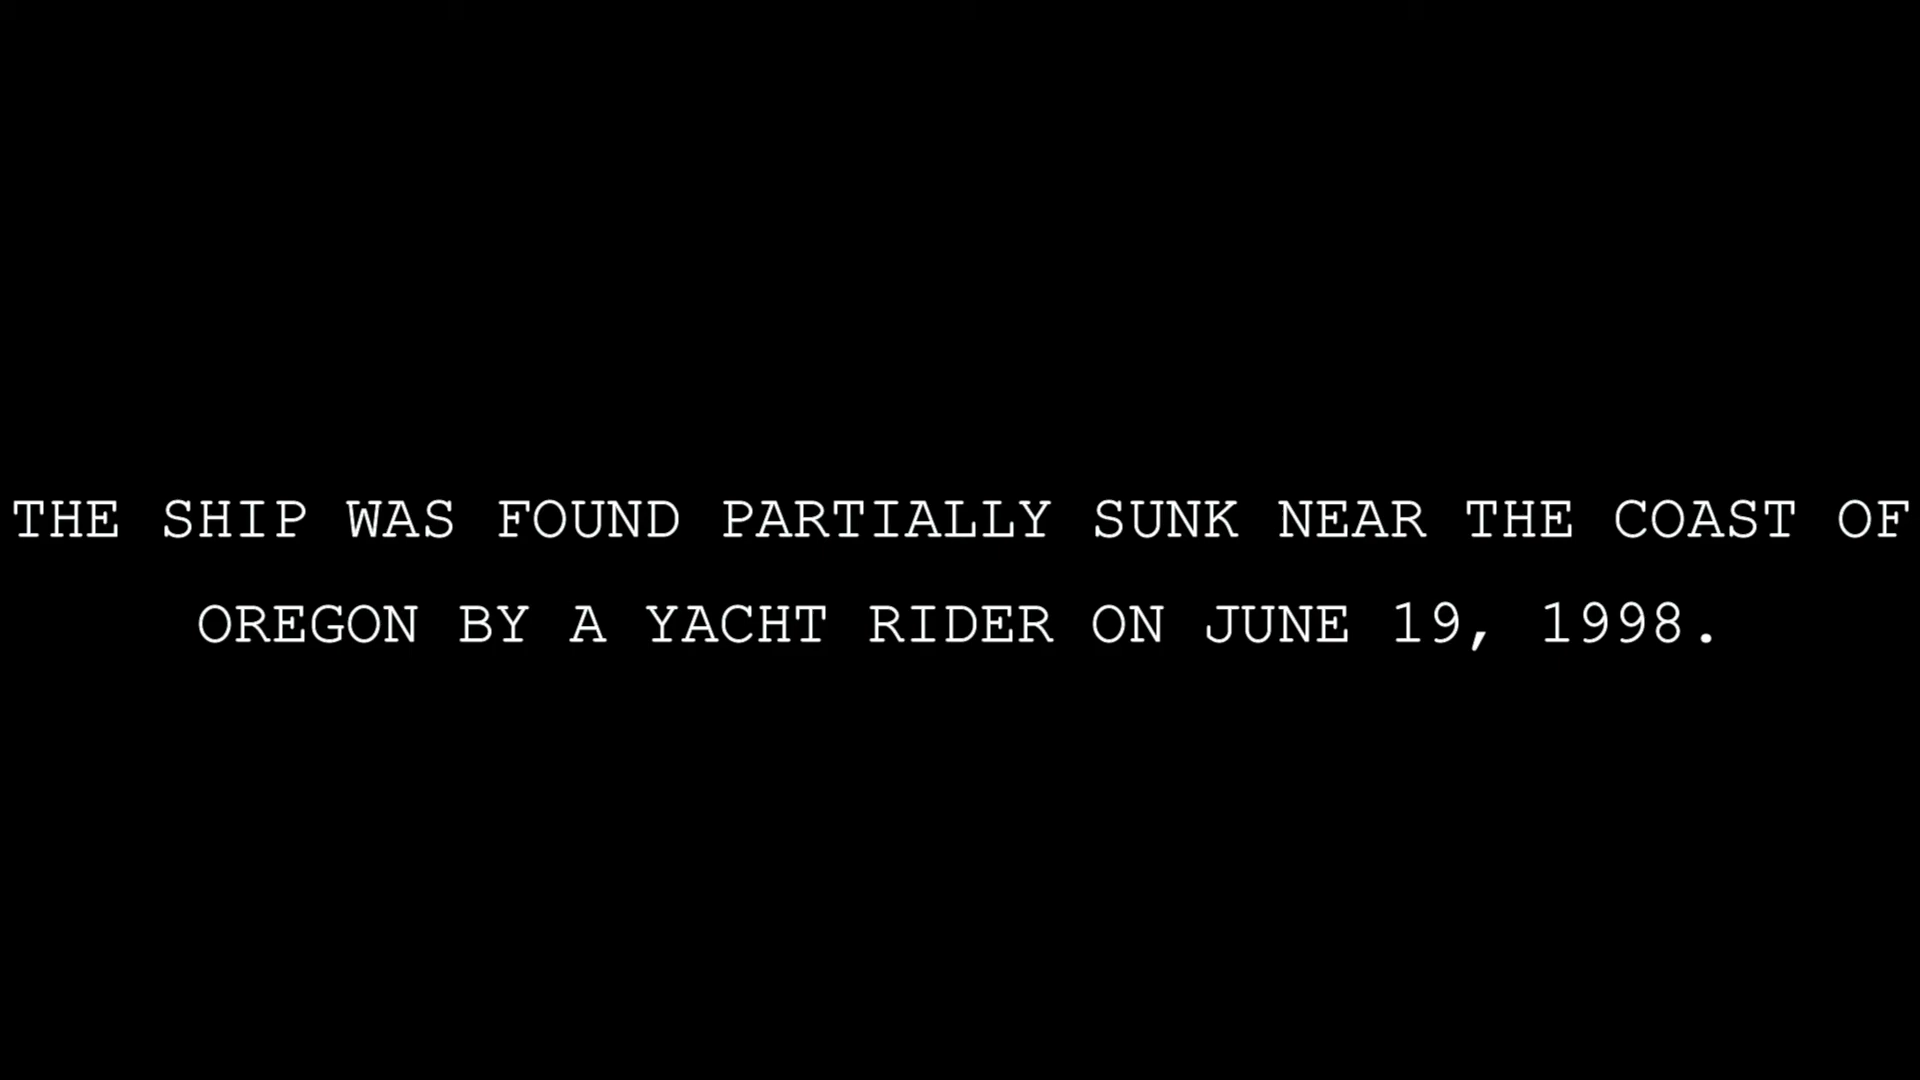 THE SHIP WAS FOUND PARTIALLY SUNK NEAR THE COAST OF
OREGON BY A YACHT RIDER ON JUNE 19, 1998.